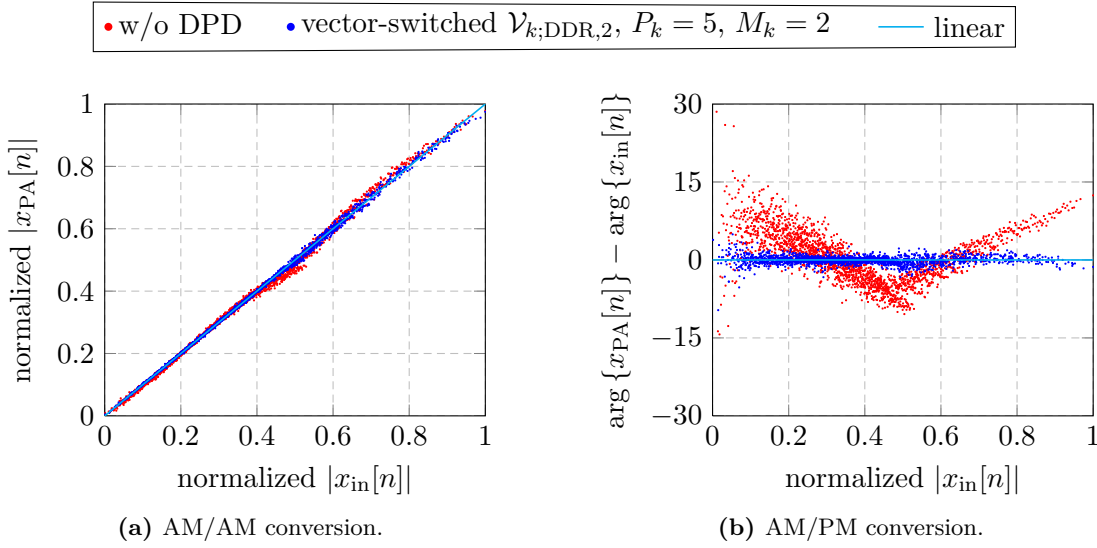 w/o DPD vector-switched 𝒱k;DDR,2, Pk = 5, Mk = 2 linear
normalized |xPA[n]|
1
0.8
0.6
0.4
0.2
0
0 0.2 0.4 0.6 0.8 1
normalized |xin[n]|
(a) AM/AM conversion.
arg {xPA[n]} − arg {xin[n]}
30
15
0
−15
−30
0 0.2 0.4 0.6 0.8 1
normalized |xin[n]|
(b) AM/PM conversion.